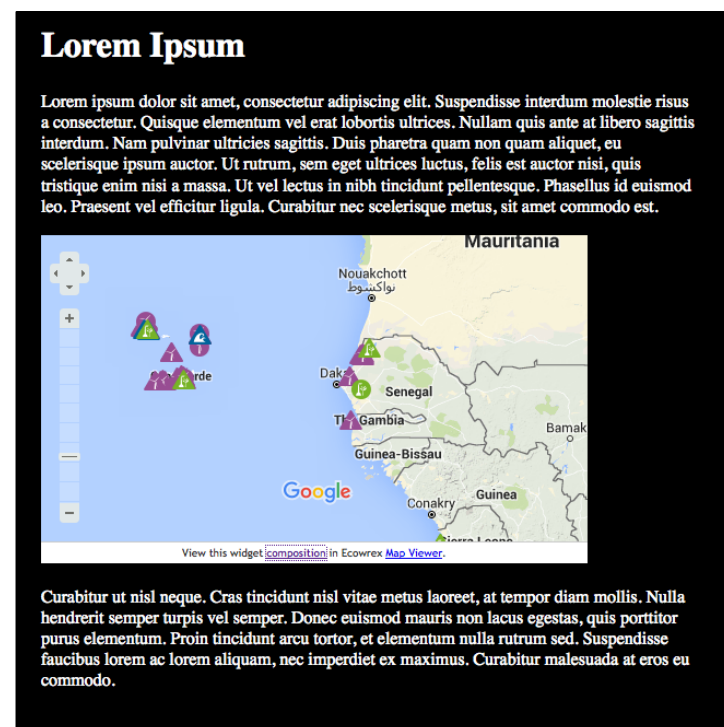 Lorem Ipsum
Lorem ipsum dolor sit amet, consectetur adipiscing elit. Suspendisse interdum molestie risus
a consectetur. Quisque elementum vel erat lobortis ultrices. Nullam quis ante at libero sagittis
interdum. Nam pulvinar ultricies sagittis. Duis pharetra quam non quam aliquet, eu
scelerisque ipsum auctor. Ut rutrum, sem eget ultrices luctus, felis est auctor nisi, quis
tristique enim nisi a massa. Ut vel lectus in nibh tincidunt pellentesque. Phasellus id euismod
leo. Praesent vel efficitur ligula. Curabitur nec scelerisque metus, sit amet commodo est.
Mauritania
Nouakchott
نواكشوط
Senegal
Gambia
Bamak
Guinea-Bissau
Google
Guinea
Conakry
Sierra Leone
View this widget composition in Ecowrex Map Viewer.
Curabitur ut nisl neque. Cras tincidunt nisl vitae metus laoreet, at tempor diam mollis. Nulla
hendrerit semper turpis vel semper. Donec euismod mauris non lacus egestas, quis porttitor
purus elementum. Proin tincidunt arcu tortor, et elementum nulla rutrum sed. Suspendisse
faucibus lorem ac lorem aliquam, nec imperdiet ex maximus. Curabitur malesuada at eros eu
commodo.